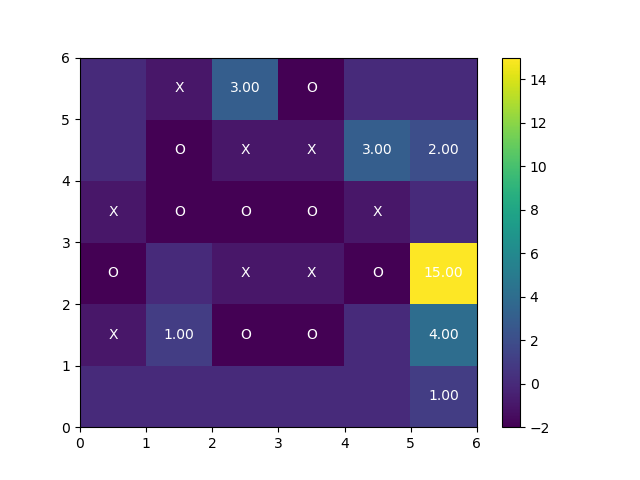 6 X 3.00 O 14
5 O X X 3.00 2.00 12
4 X O O O X 10
3 O X X O 15.00 8
2 X 1.00 O O 4.00 6
1 1.00 4
0 2
0 1 2 3 4 5 6 0
−2